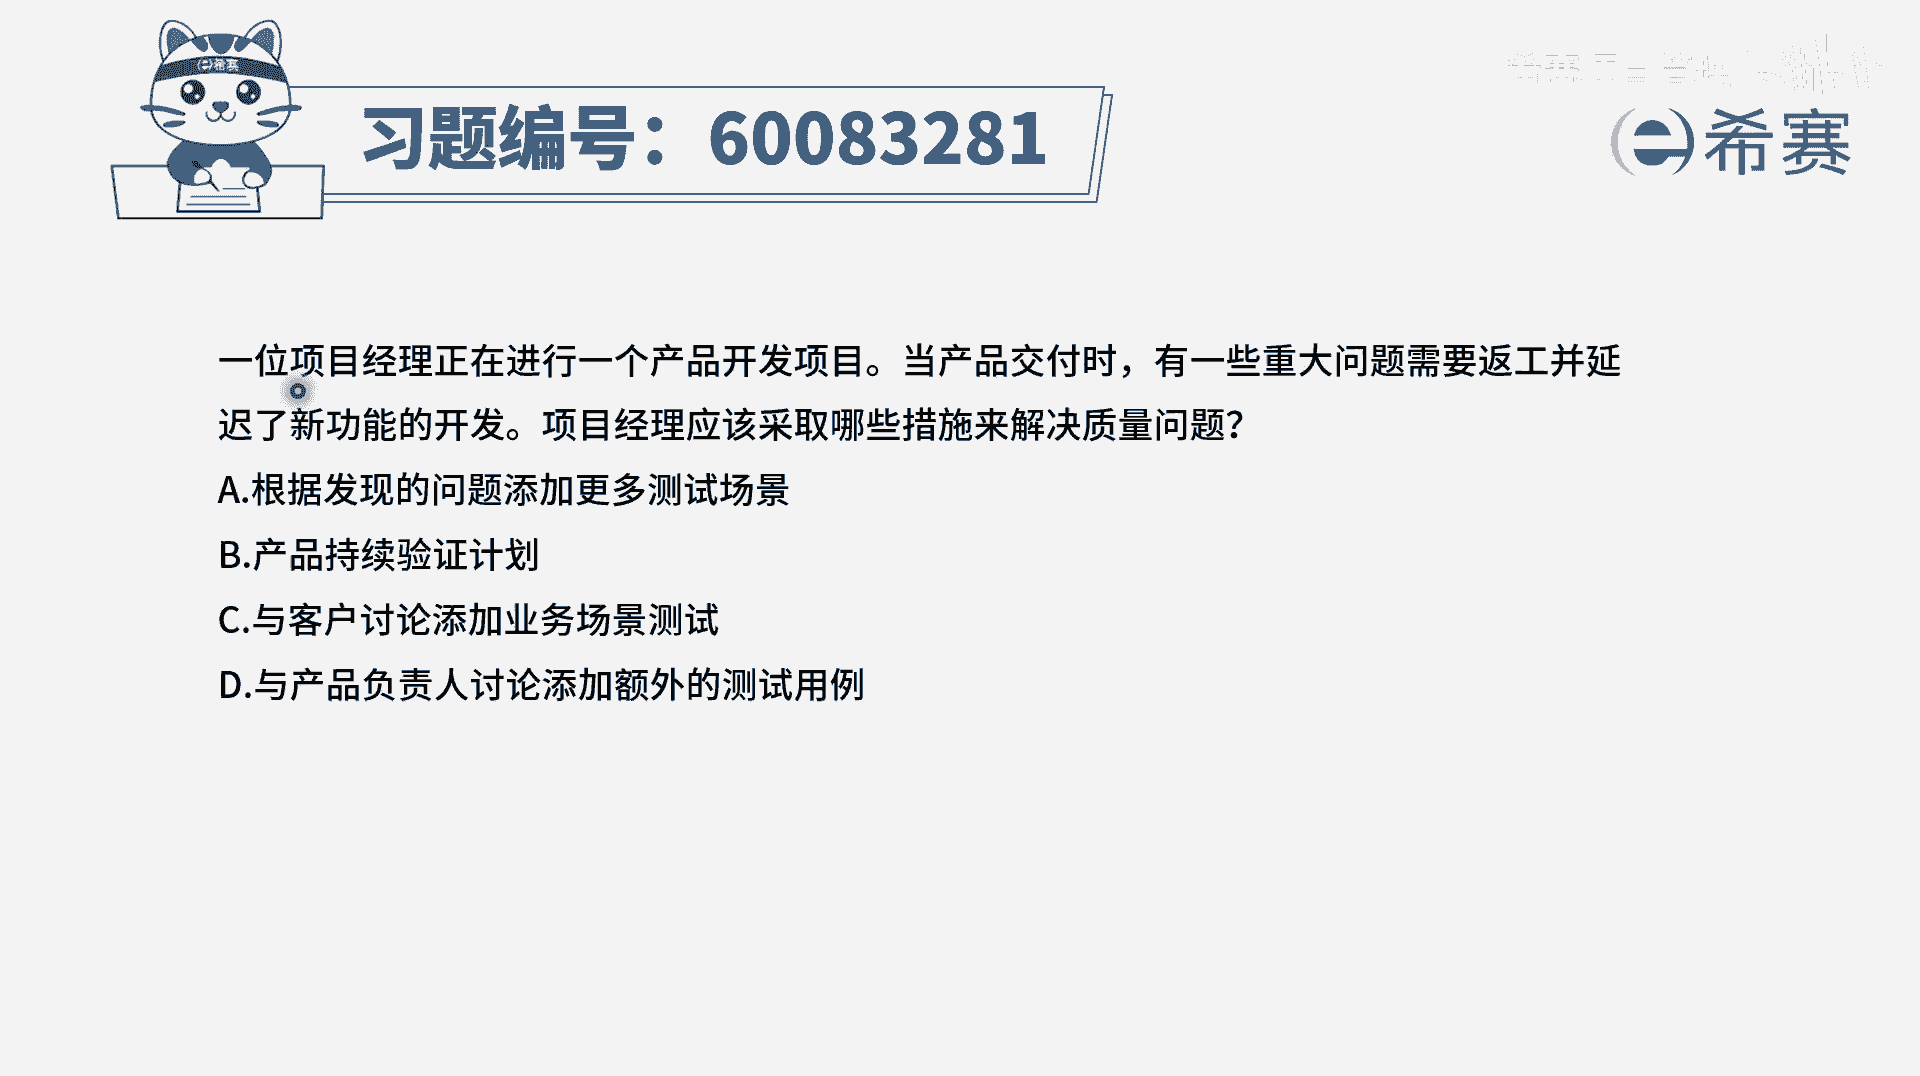 希赛
习题编号：60083281
希赛
一位项目经理正在进行一个产品开发项目。当产品交付时，有一些重大问题需要返工并延
迟了新功能的开发。项目经理应该采取哪些措施来解决质量问题？
A.根据发现的问题添加更多测试场景
B.产品持续验证计划
C.与客户讨论添加业务场景测试
D.与产品负责人讨论添加额外的测试用例